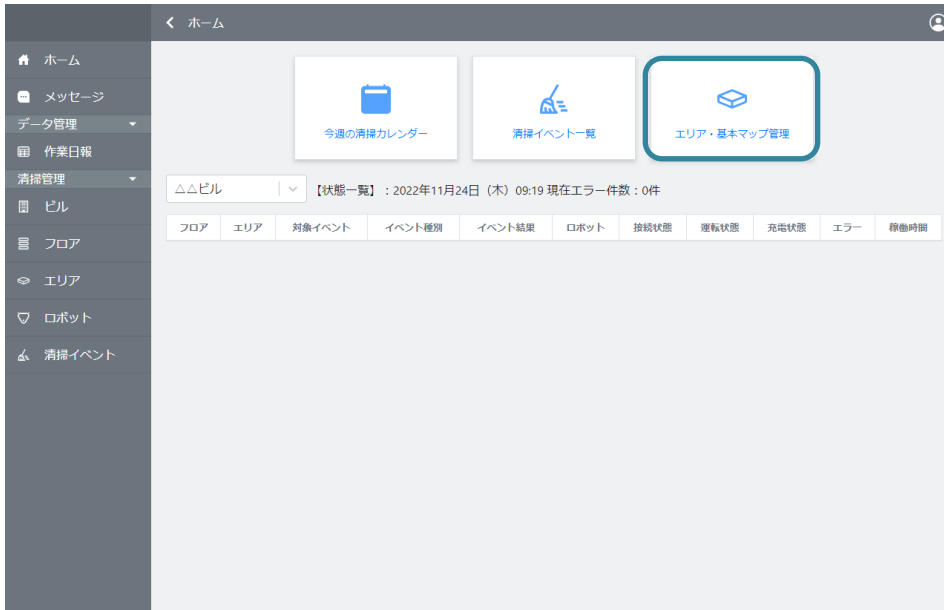 ホーム
ホーム
メッセージ
データ管理
作業日報
清掃管理
ビル
フロア
エリア
ロボット
清掃イベント
今週の清掃カレンダー
清掃イベント一覧
エリア・基本マップ管理
△△ビル 【状態一覧】：2022年11月24日（木）09:19 現在エラー件数：0件
フロア エリア 対象イベント イベント種別 イベント結果 ロボット 接続状態 運転状態 充電状態 エラー 稼働時間